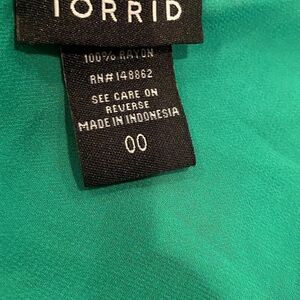 TORRID
100% RAYON
RN#148862
SEE CARE ON
REVERSE
MADE IN INDONESIA
00